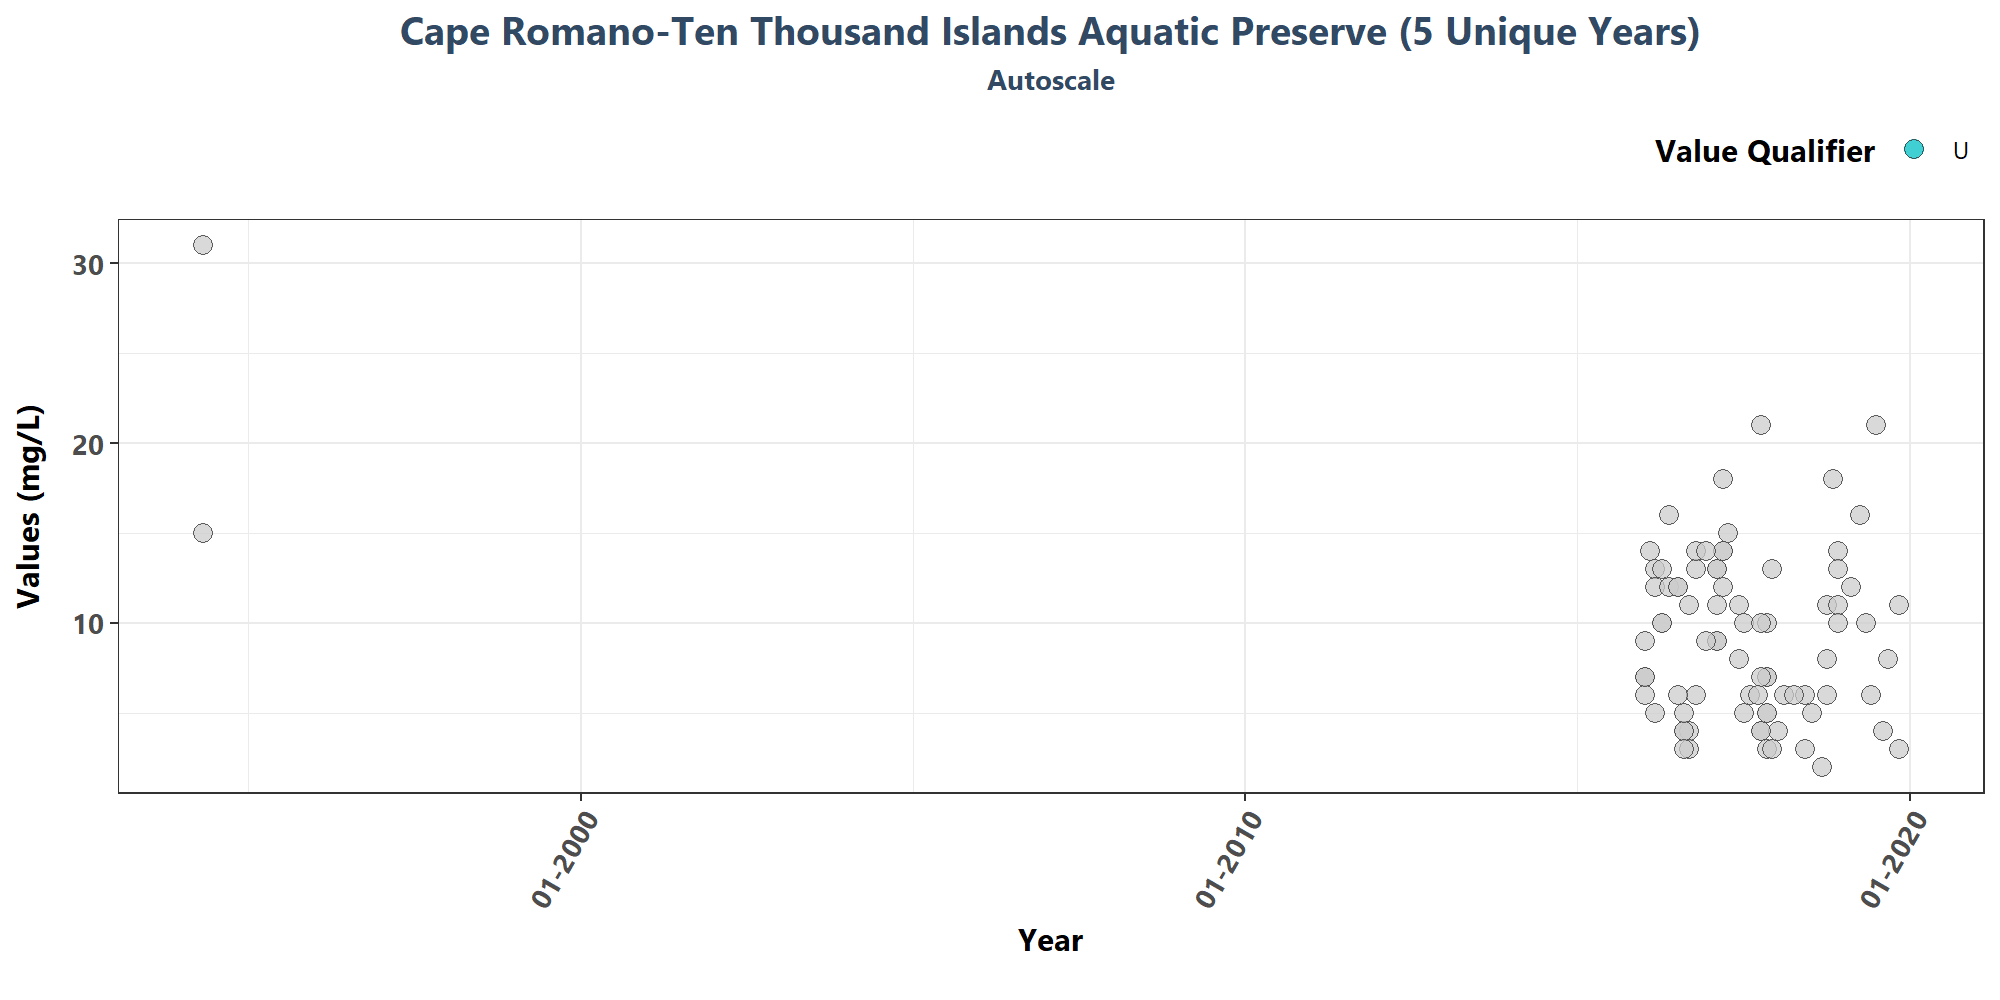 Cape Romano-Ten Thousand Islands Aquatic Preserve (5 Unique Years)
Autoscale
Value Qualifier U
Values (mg/L)
30
20
10
01-2000
01-2010
01-2020
Year